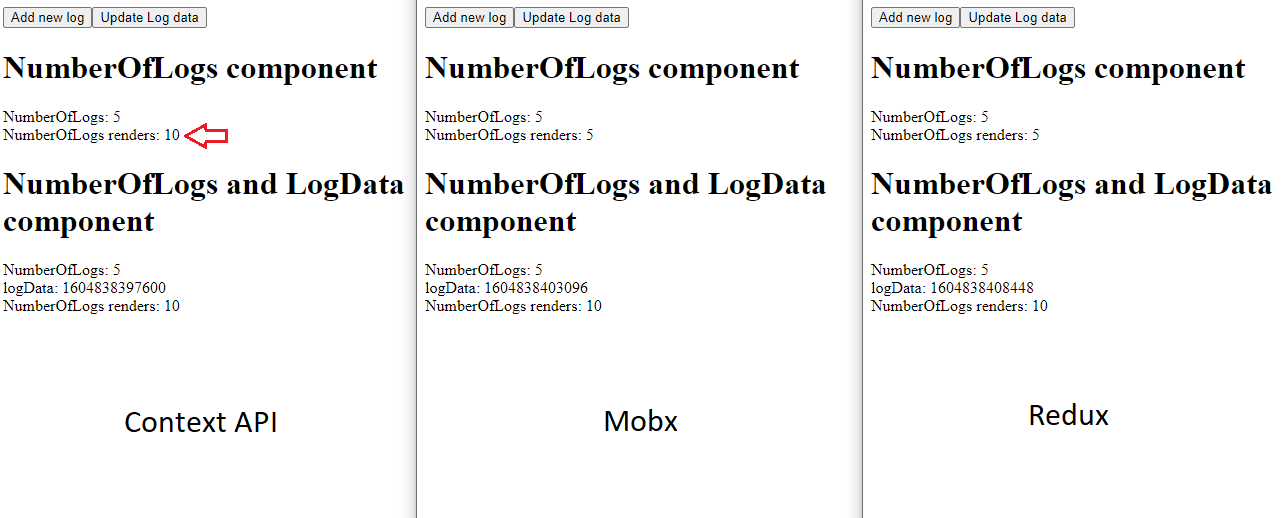 Add new log Update Log data
NumberOfLogs component
NumberOfLogs: 5
NumberOfLogs renders: 10
NumberOfLogs and LogData
component
NumberOfLogs: 5
logData: 1604838397600
NumberOfLogs renders: 10
Context API
Add new log Update Log data
NumberOfLogs component
NumberOfLogs: 5
NumberOfLogs renders: 5
NumberOfLogs and LogData
component
NumberOfLogs: 5
logData: 1604838403096
NumberOfLogs renders: 10
Mobx
Add new log Update Log data
NumberOfLogs component
NumberOfLogs: 5
NumberOfLogs renders: 5
NumberOfLogs and LogData
component
NumberOfLogs: 5
logData: 1604838408448
NumberOfLogs renders: 10
Redux